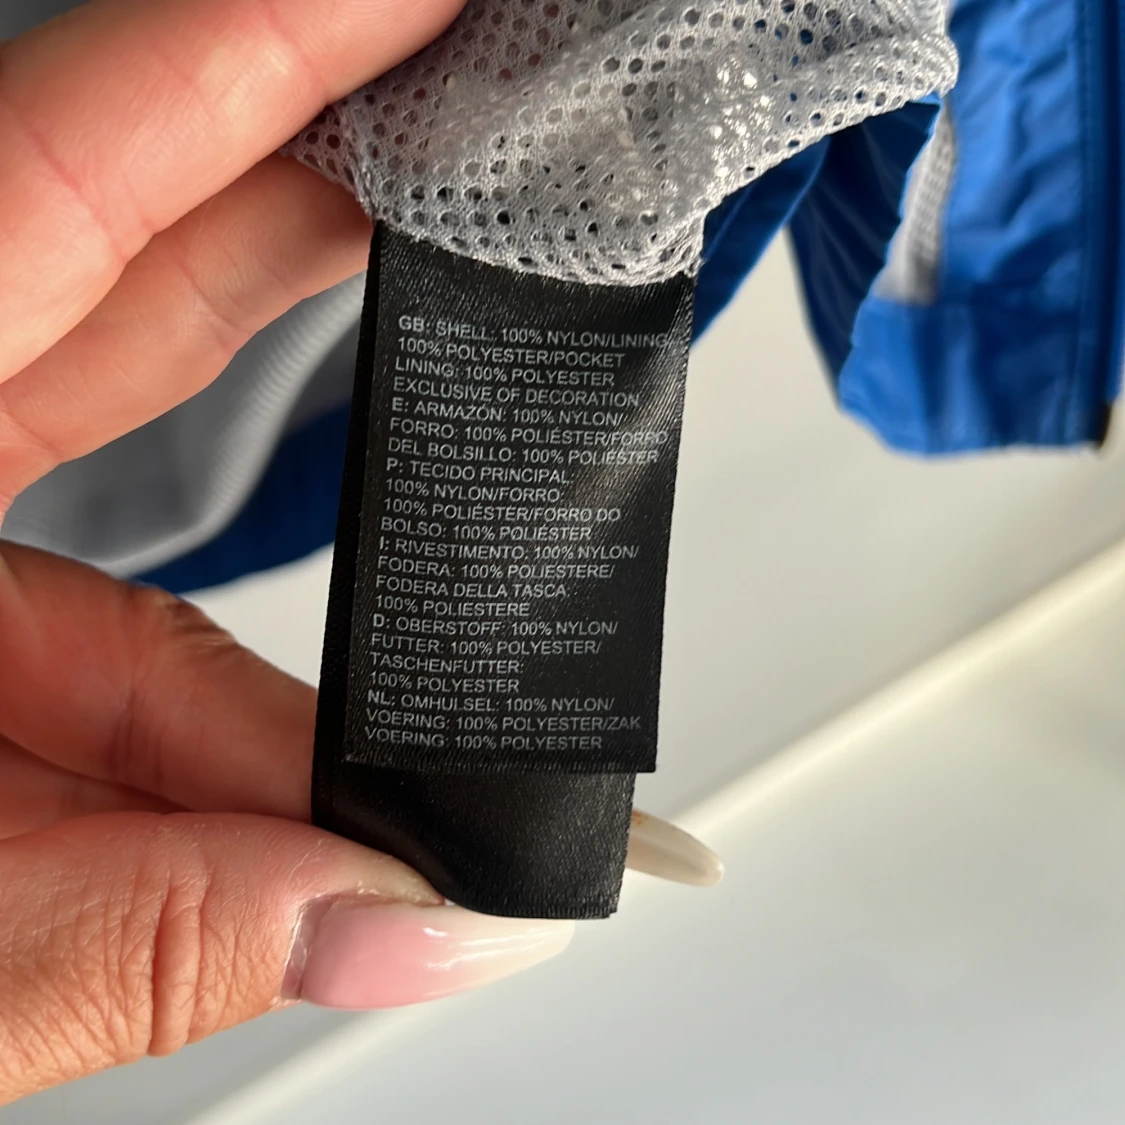 GB: SHELL: 100% NYLON/LINING:
100% POLYESTER/POCKET
LINING: 100% POLYESTER
EXCLUSIVE OF DECORATION
E: ARMAZÓN: 100% NYLON/
FORRO: 100% POLIÉSTER/FORRO
DEL BOLSILLO: 100% POLIÉSTER
P: TECIDO PRINCIPAL:
100% NYLON/FORRO:
100% POLIÉSTER/FORRO DO
BOLSO: 100% POLIÉSTER
I: RIVESTIMENTO: 100% NYLON/
FODERA: 100% POLIESTERE/
FODERA DELLA TASCA:
100% POLIESTERE
D: OBERSTOFF: 100% NYLON/
FUTTER: 100% POLYESTER/
TASCHENFUTTER:
100% POLYESTER
NL: OMHULSEL: 100% NYLON/
VOERING: 100% POLYESTER/ZAK
VOERING: 100% POLYESTER